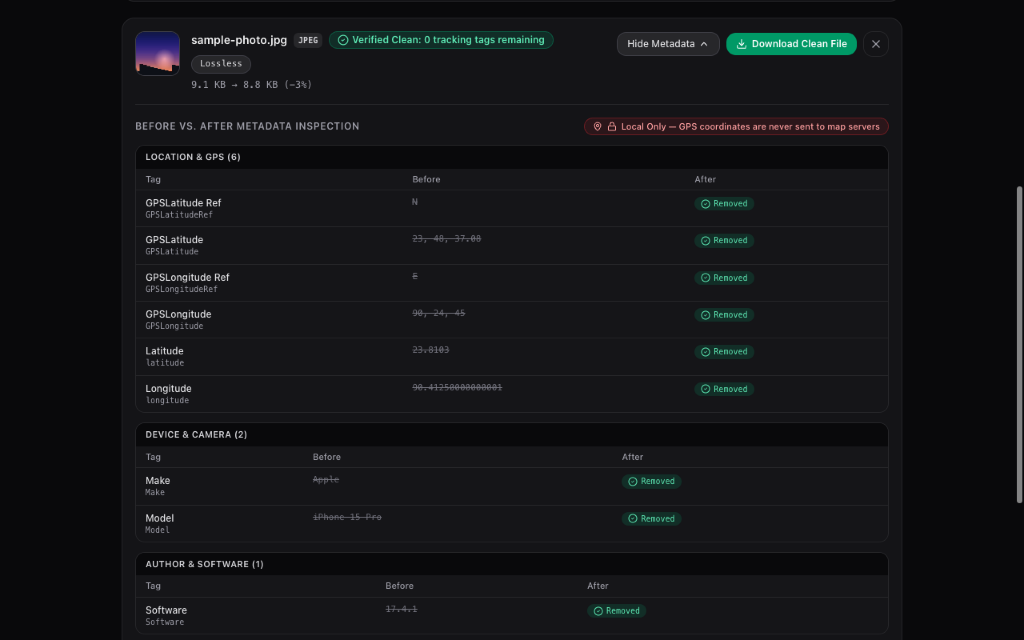 sample-photo.jpg JPEG Verified Clean: 0 tracking tags remaining Hide Metadata Download Clean File
Lossless
9.1 KB → 8.8 KB (−3%)
BEFORE VS. AFTER METADATA INSPECTION Local Only — GPS coordinates are never sent to map servers
LOCATION & GPS (6)
Tag Before After
GPSLatitude Ref N Removed
GPSLatitudeRef
GPSLatitude 23, 48, 37.08 Removed
GPSLatitude
GPSLongitude Ref E Removed
GPSLongitudeRef
GPSLongitude 90, 24, 45 Removed
GPSLongitude
Latitude 23.8103 Removed
latitude
Longitude 90.41250000000001 Removed
longitude
DEVICE & CAMERA (2)
Tag Before After
Make Apple Removed
Make
Model iPhone 15 Pro Removed
Model
AUTHOR & SOFTWARE (1)
Tag Before After
Software 17.4.1 Removed
Software